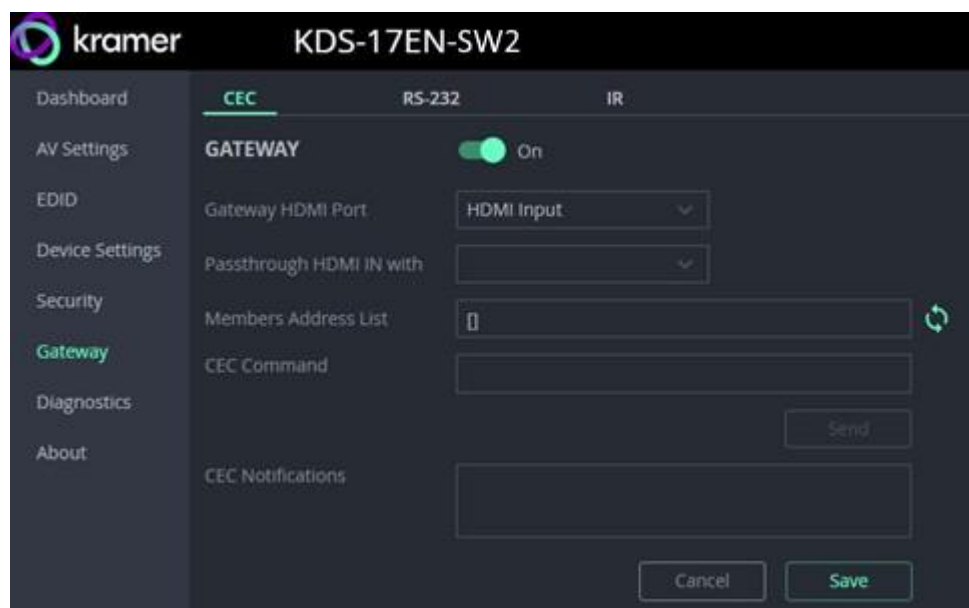 kramer KDS-17EN-SW2
Dashboard
AV Settings
EDID
Device Settings
Security
Gateway
Diagnostics
About
CEC RS-232 IR
GATEWAY On
Gateway HDMI Port HDMI Input
Passthrough HDMI IN with
Members Address List []
CEC Command
Send
CEC Notifications
Cancel Save